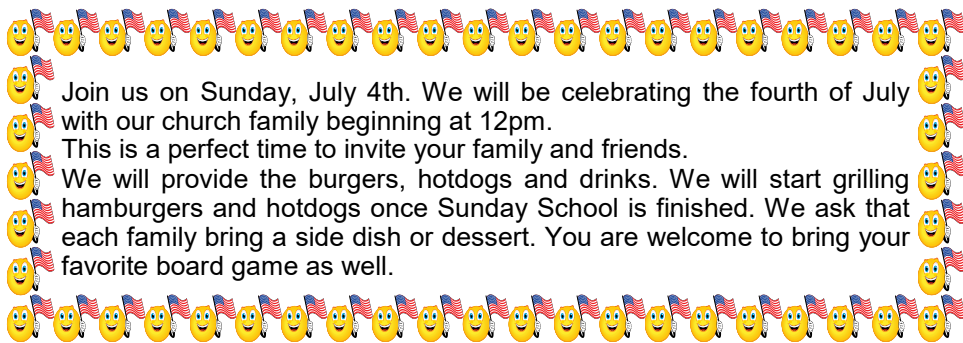 Join us on Sunday, July 4th. We will be celebrating the fourth of July
with our church family beginning at 12pm.
This is a perfect time to invite your family and friends.
We will provide the burgers, hotdogs and drinks. We will start grilling
hamburgers and hotdogs once Sunday School is finished. We ask that
each family bring a side dish or dessert. You are welcome to bring your
favorite board game as well.